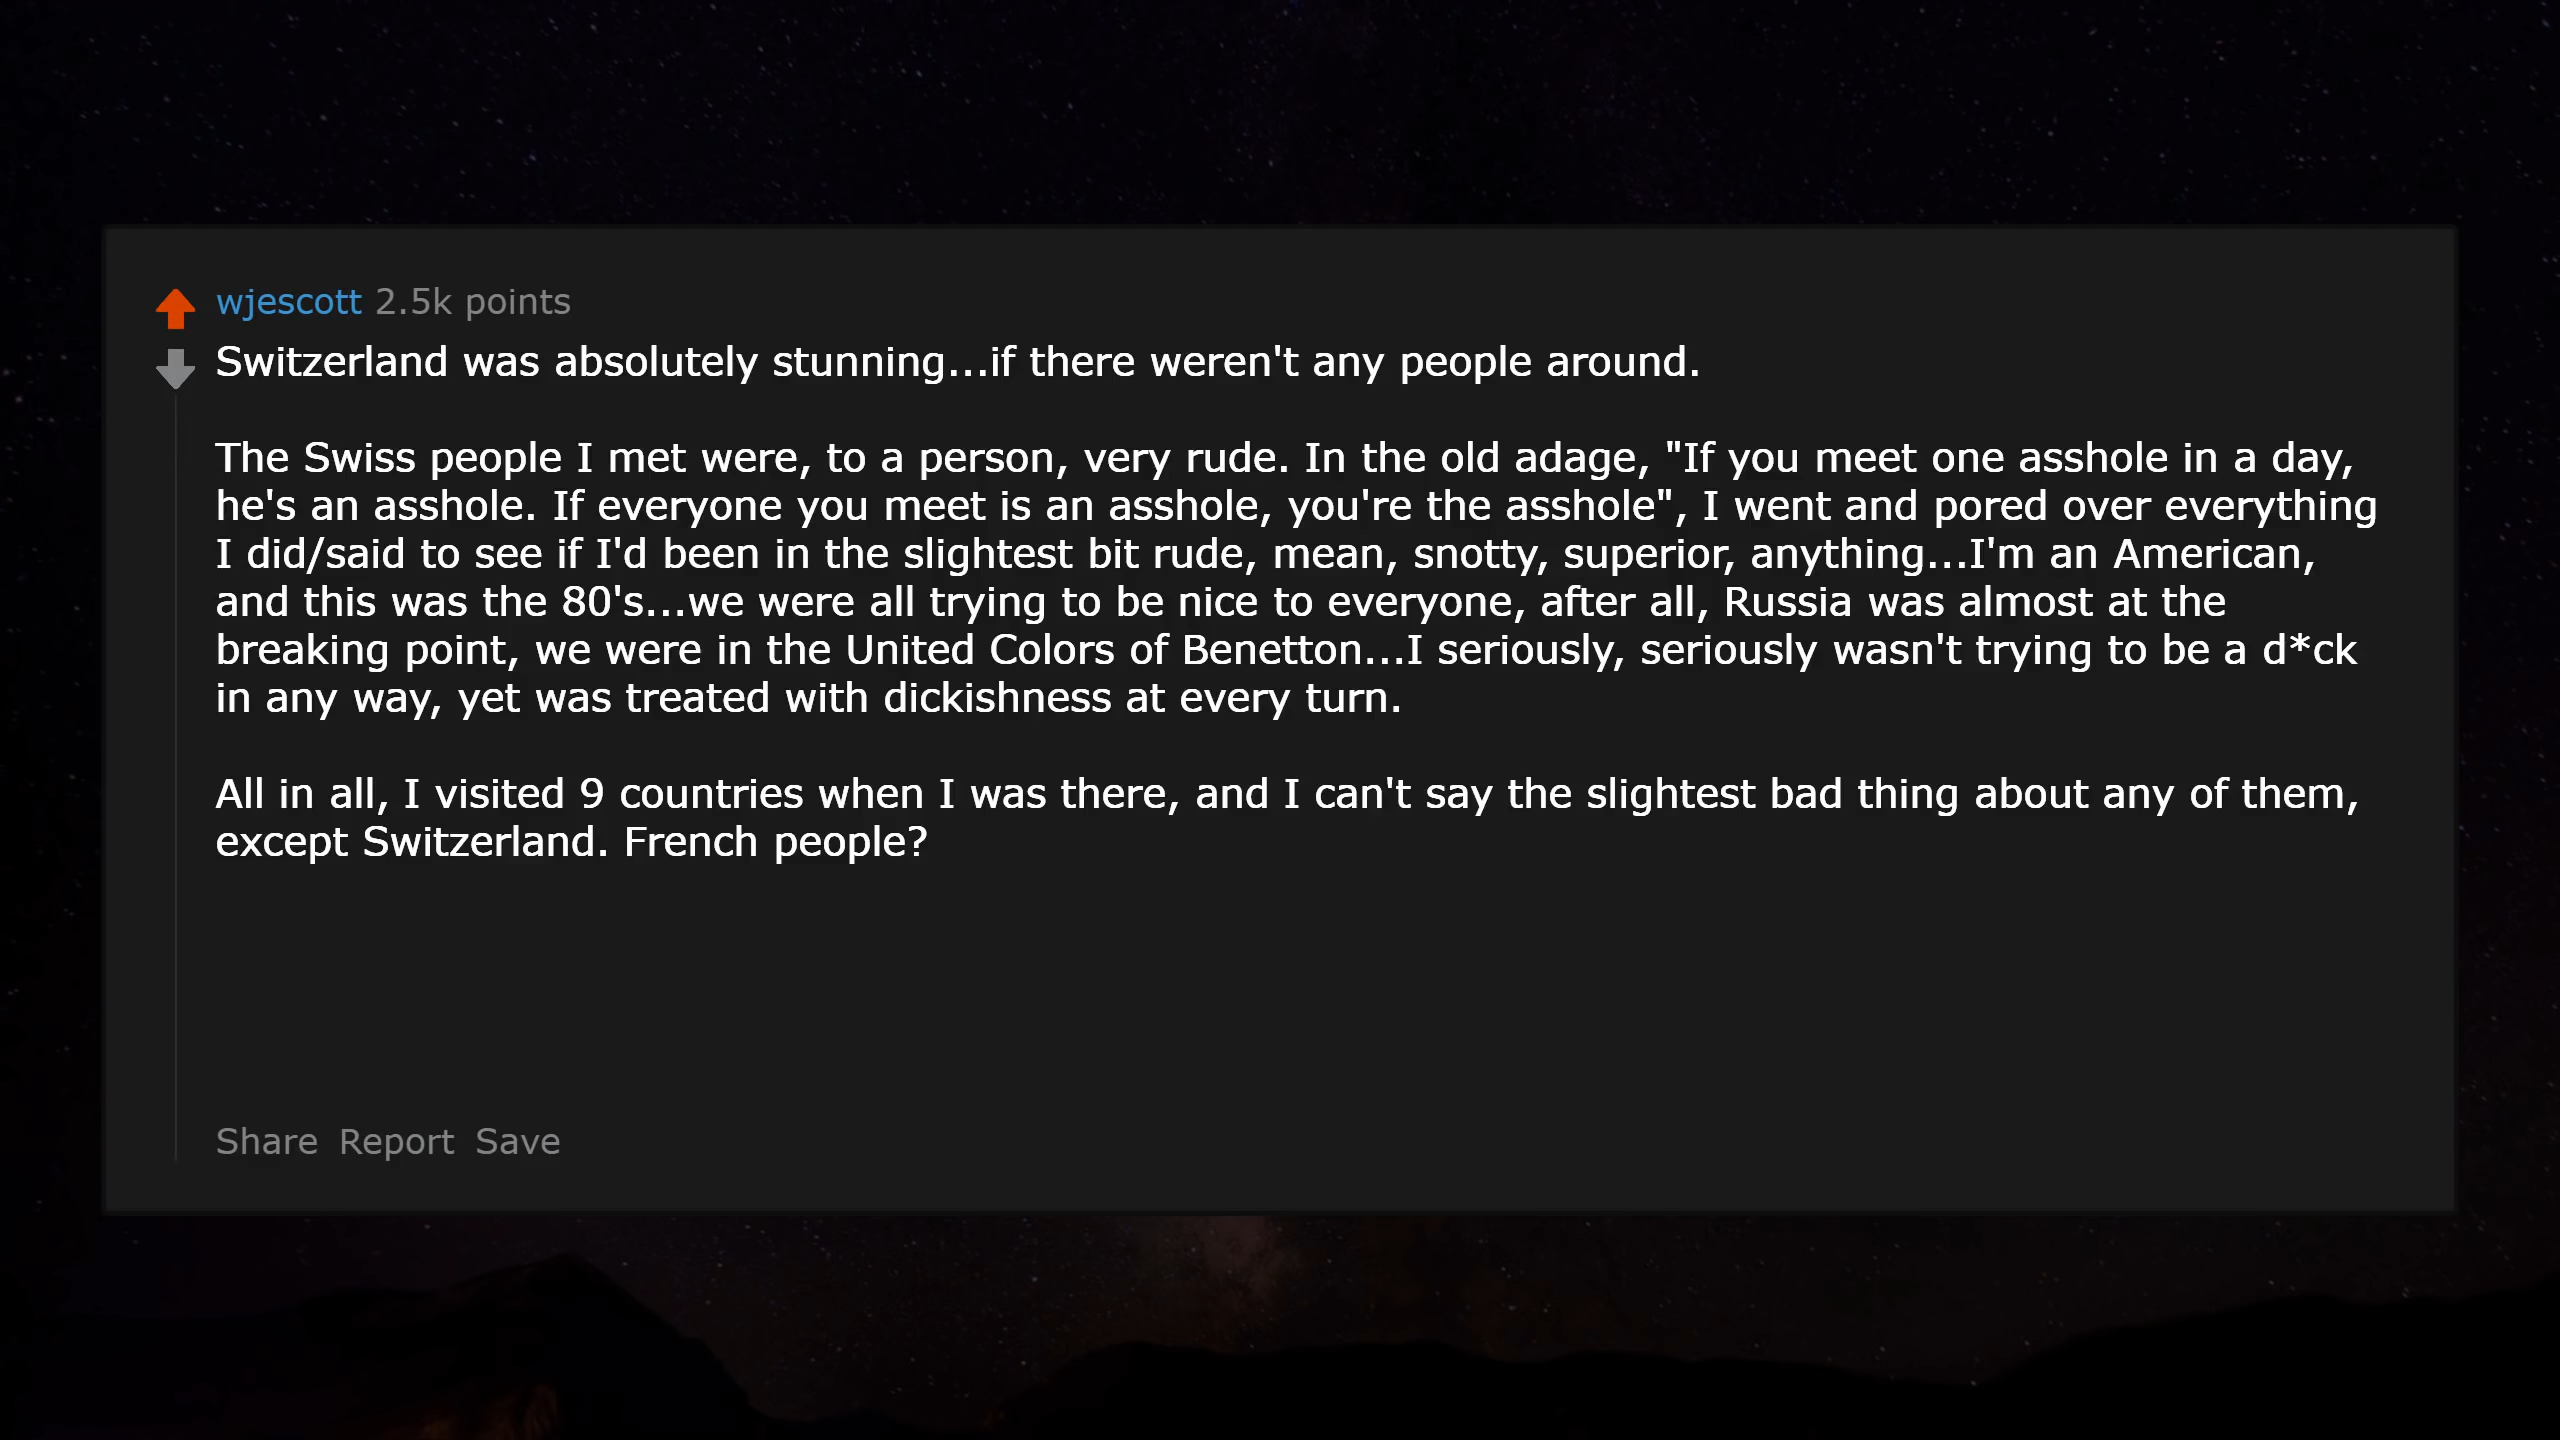 wjescott 2.5k points
Switzerland was absolutely stunning...if there weren't any people around.
The Swiss people I met were, to a person, very rude. In the old adage, "If you meet one asshole in a day,
he's an asshole. If everyone you meet is an asshole, you're the asshole", I went and pored over everything
I did/said to see if I'd been in the slightest bit rude, mean, snotty, superior, anything...I'm an American,
and this was the 80's...we were all trying to be nice to everyone, after all, Russia was almost at the
breaking point, we were in the United Colors of Benetton...I seriously, seriously wasn't trying to be a d*ck
in any way, yet was treated with dickishness at every turn.
All in all, I visited 9 countries when I was there, and I can't say the slightest bad thing about any of them,
except Switzerland. French people?
Share Report Save